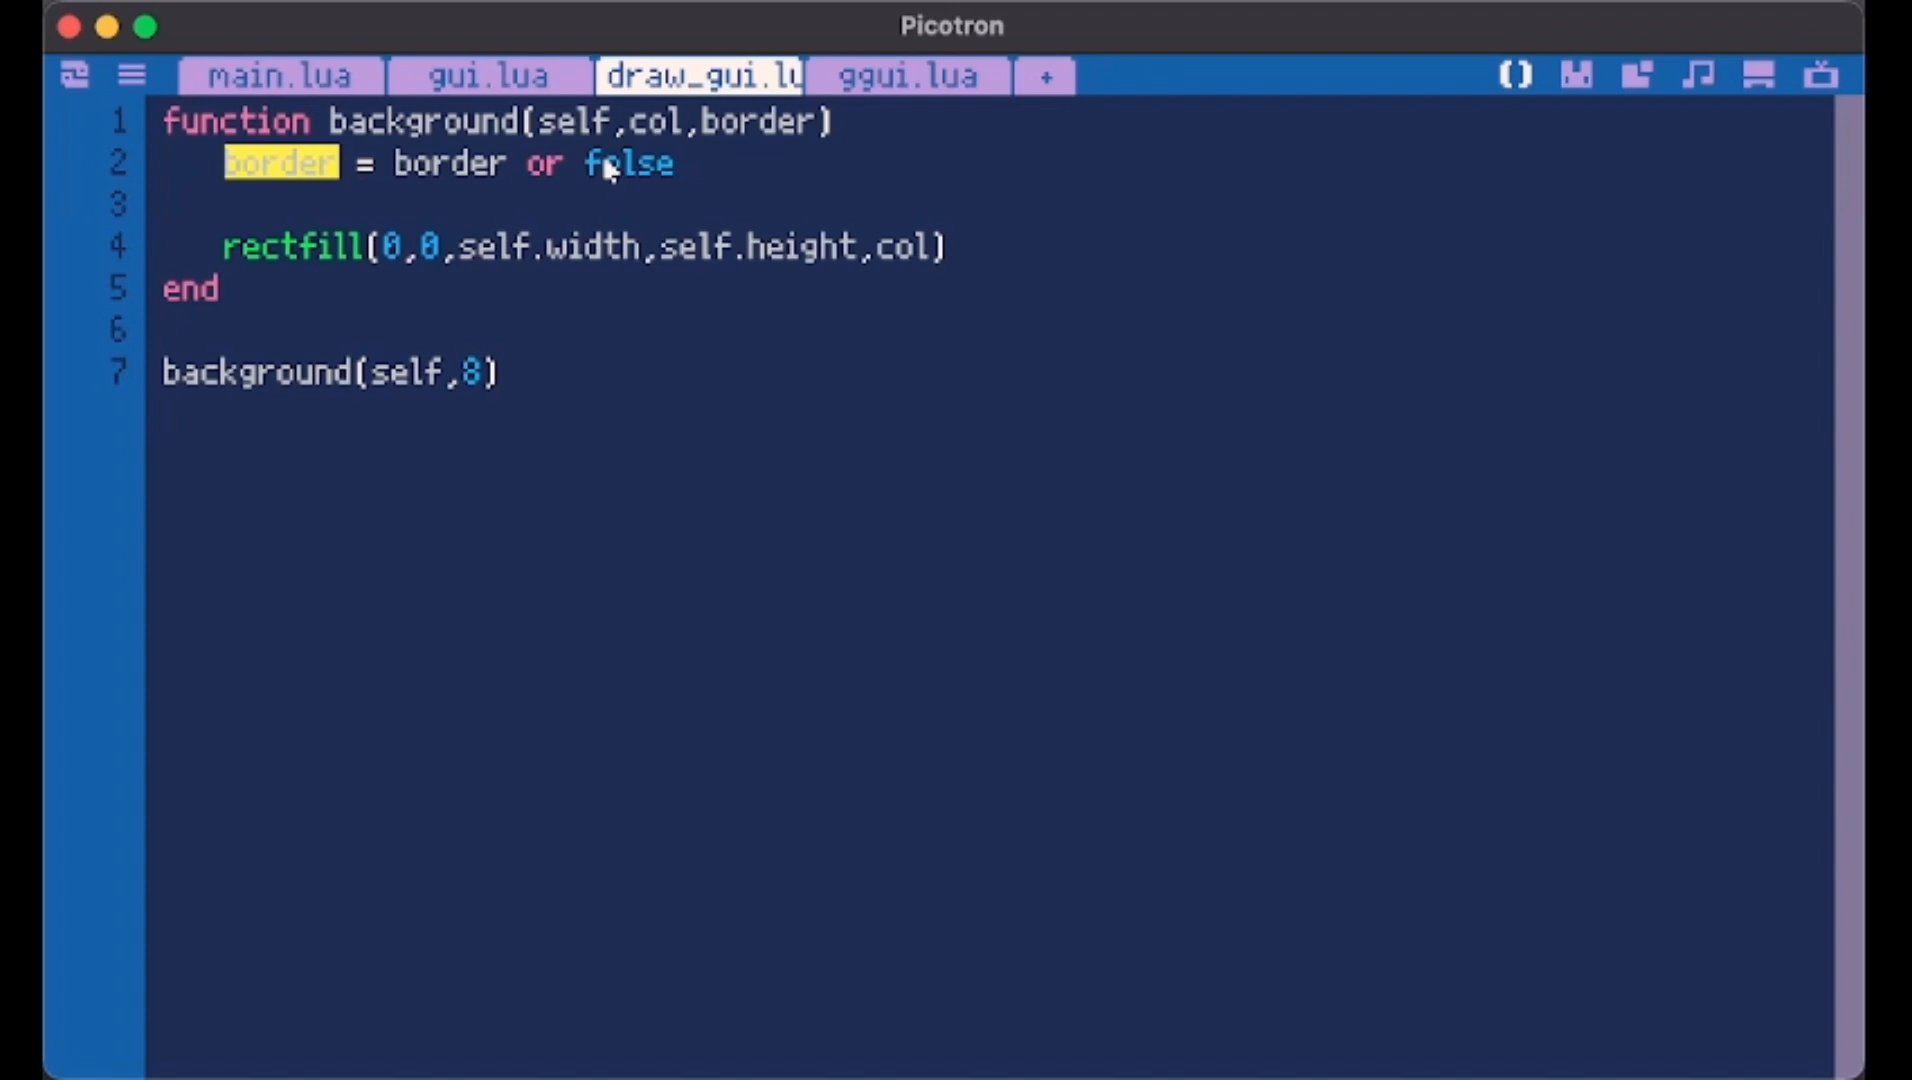 Picotron
main.lua gui.lua draw_gui.lu ggui.lua +
1 function background(self,col,border)
2 border = border or false
3
4 rectfill(0,0,self.width,self.height,col)
5 end
6
7 background(self,8)